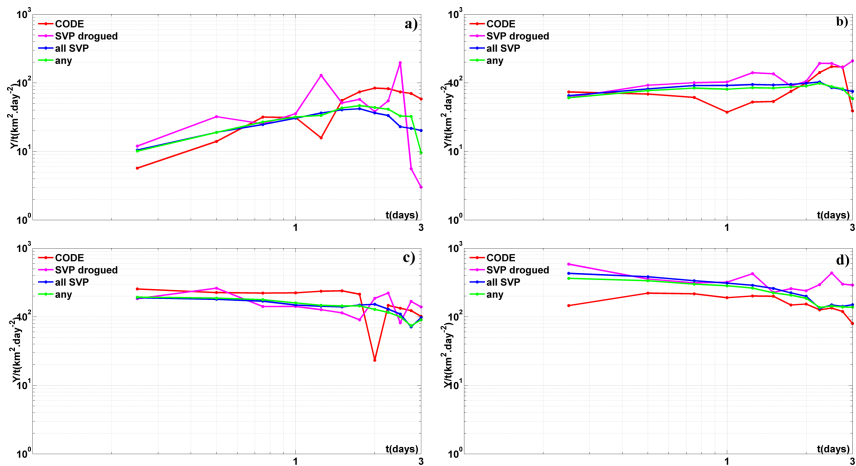 10³
a)
CODE
SVP drogued
all SVP
any
Y/t(km².day⁻²)
10²
10¹
10⁰
t(days)
1
3
10³
b)
CODE
SVP drogued
all SVP
any
Y/t(km².day⁻²)
10²
10¹
10⁰
t(days)
1
3
10³
c)
CODE
SVP drogued
all SVP
any
Y/t(km².day⁻²)
10²
10¹
10⁰
t(days)
1
3
10³
d)
CODE
SVP drogued
all SVP
any
Y/t(km².day⁻²)
10²
10¹
10⁰
t(days)
1
3